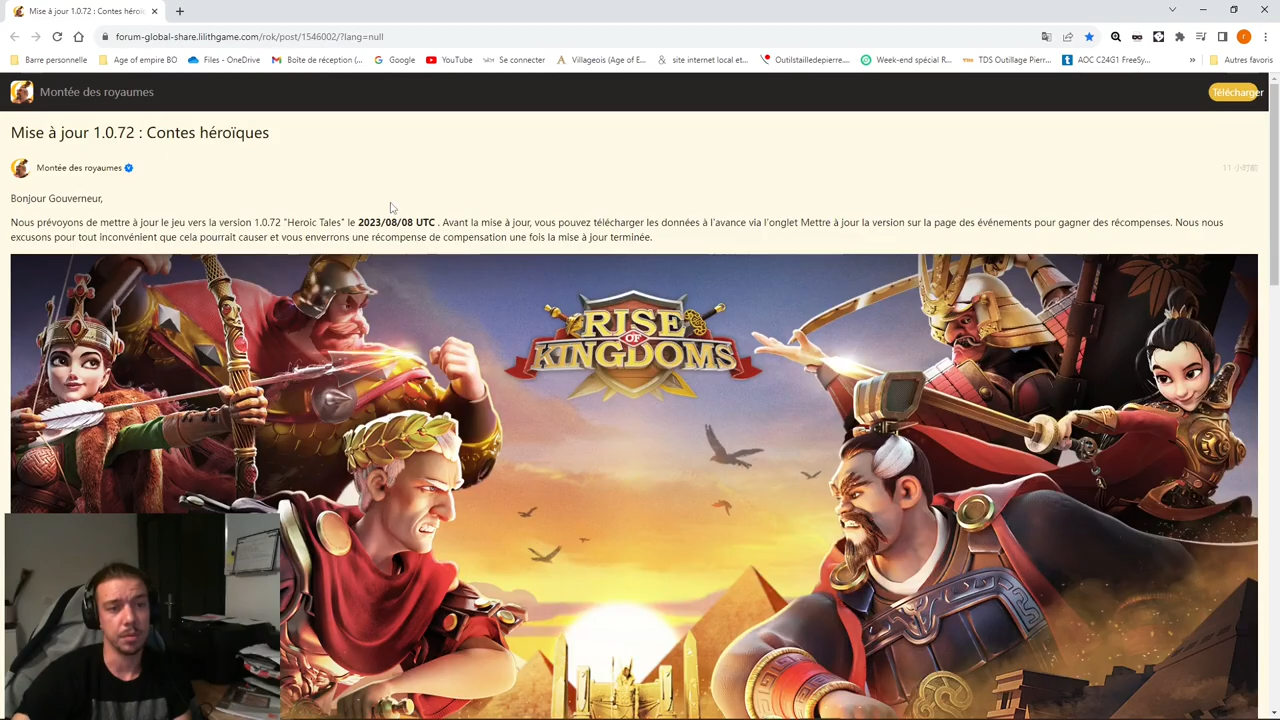 Mise à jour 1.0.72 : Contes héroïq
forum-global-share.lilithgame.com/rok/post/1546002/?lang=null
Barre personnelle Age of empire BO Files - OneDrive Boite de réception (... Google YouTube Se connecter Villageois (Age of E... site internet local et... Outilstailledepierre.... Week-end spécial R... TDS Outillage Pierr... AOC C24G1 FreeSy... » Autres favoris
Montée des royaumes Télécharger
Mise à jour 1.0.72 : Contes héroïques
Montée des royaumes
11 小时前
Bonjour Gouverneur,
Nous prévoyons de mettre à jour le jeu vers la version 1.0.72 "Heroic Tales" le 2023/08/08 UTC . Avant la mise à jour, vous pouvez télécharger les données à l'avance via l'onglet Mettre à jour la version sur la page des événements pour gagner des récompenses. Nous nous
excusons pour tout inconvénient que cela pourrait causer et vous enverrons une récompense de compensation une fois la mise à jour terminée.
RISE
OF
KINGDOMS